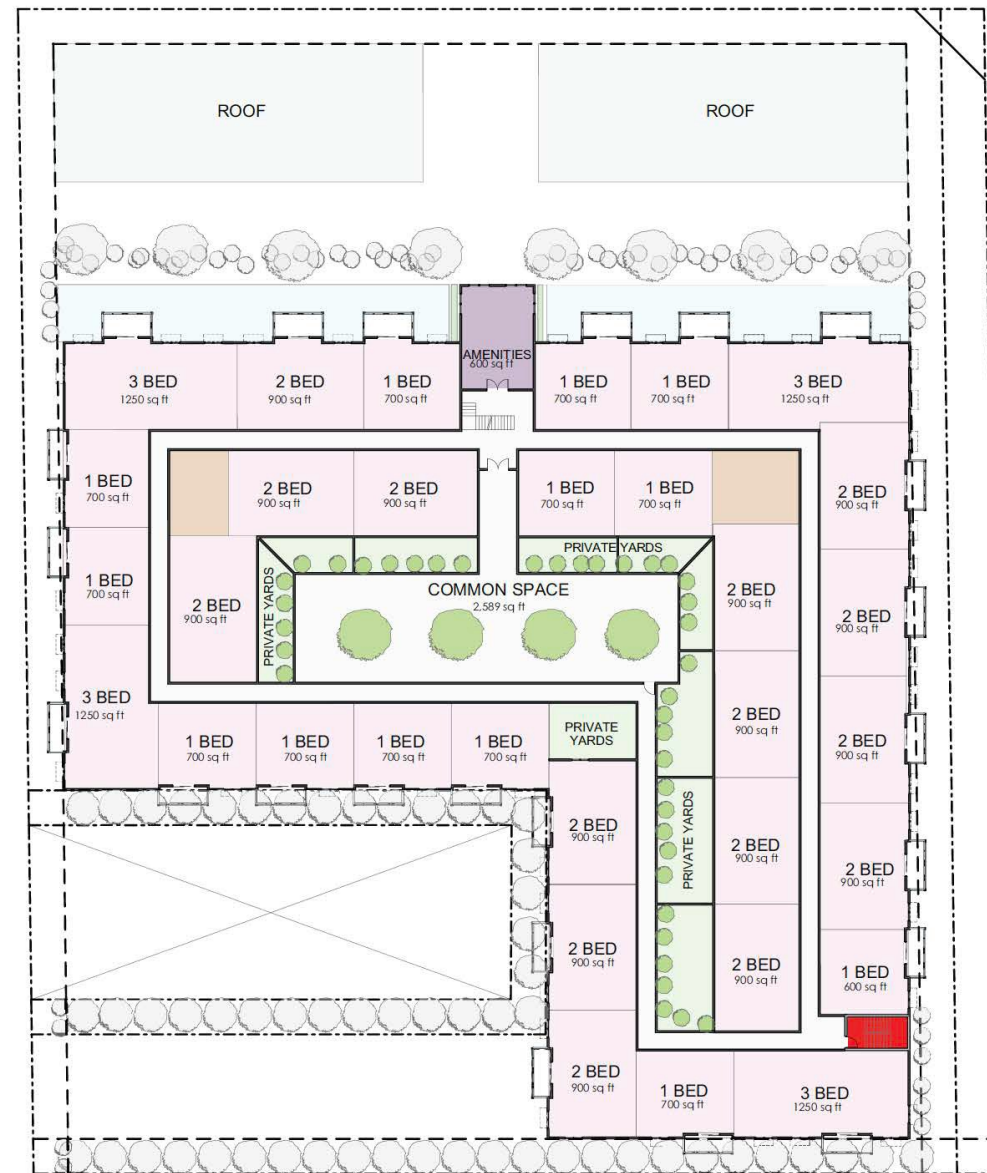 ROOF
ROOF
AMENITIES
600 sq ft
3 BED
1250 sq ft
2 BED
900 sq ft
1 BED
700 sq ft
1 BED
700 sq ft
1 BED
700 sq ft
3 BED
1250 sq ft
1 BED
700 sq ft
2 BED
900 sq ft
2 BED
900 sq ft
1 BED
700 sq ft
1 BED
700 sq ft
2 BED
900 sq ft
PRIVATE YARDS
1 BED
700 sq ft
2 BED
900 sq ft
PRIVATE YARDS
COMMON SPACE
2,589 sq ft
2 BED
900 sq ft
2 BED
900 sq ft
3 BED
1250 sq ft
1 BED
700 sq ft
1 BED
700 sq ft
1 BED
700 sq ft
1 BED
700 sq ft
PRIVATE
YARDS
2 BED
900 sq ft
2 BED
900 sq ft
2 BED
900 sq ft
PRIVATE YARDS
2 BED
900 sq ft
2 BED
900 sq ft
2 BED
900 sq ft
2 BED
900 sq ft
1 BED
600 sq ft
2 BED
900 sq ft
1 BED
700 sq ft
3 BED
1250 sq ft